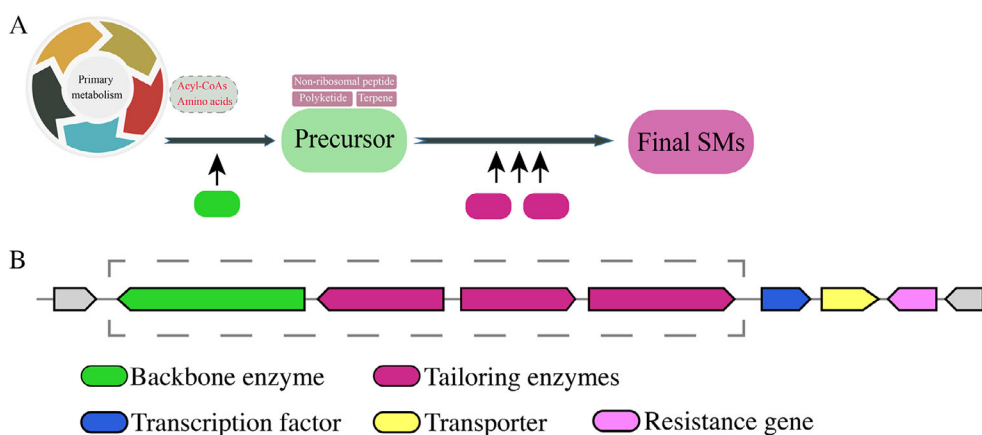 A
Primary
metabolism
Acyl-CoAs
Amino acids
Non-ribosomal peptide
Polyketide Terpene
Precursor
Final SMs
B
Backbone enzyme
Tailoring enzymes
Transcription factor
Transporter
Resistance gene